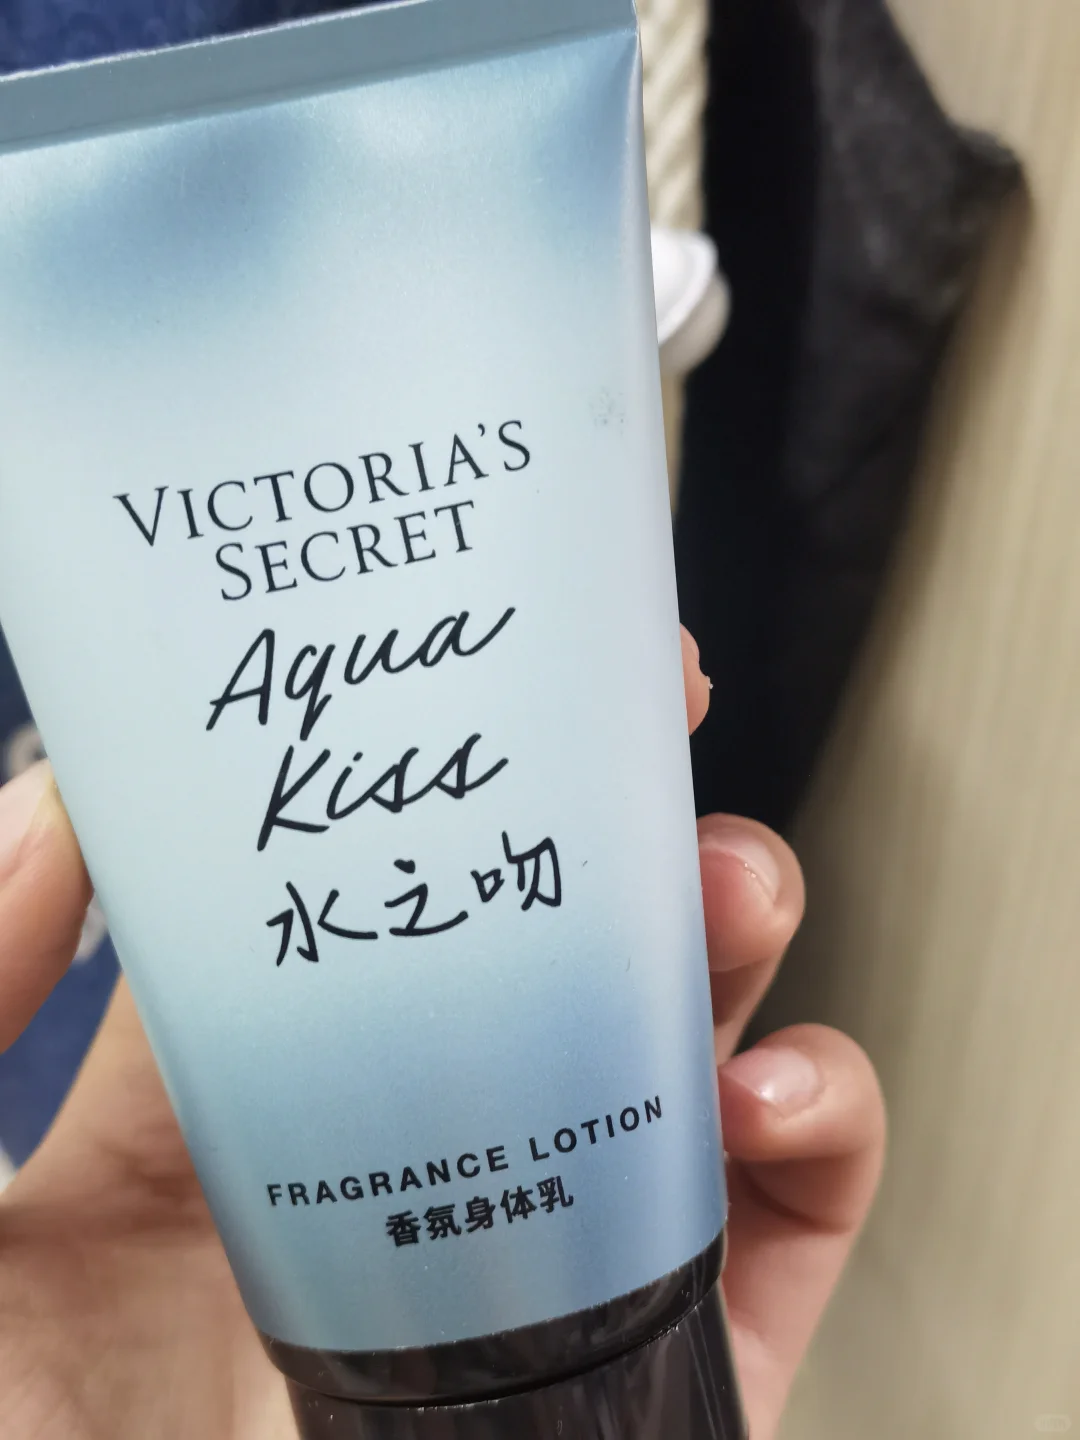 VICTORIA'S
SECRET
Aqua
Kiss
水之吻
FRAGRANCE LOTION
香氛身体乳